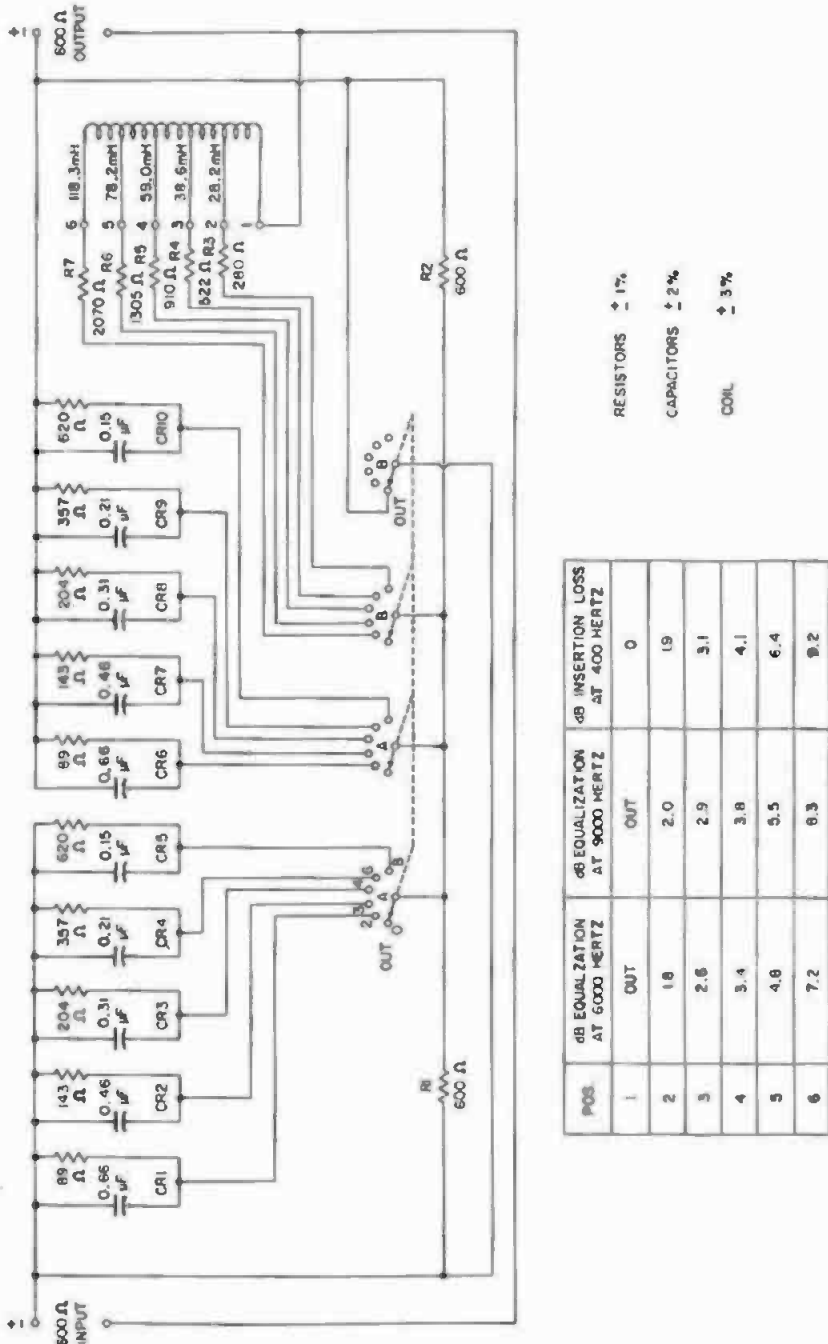 +
1
600 Ω
OUTPUT
R7
2070 Ω
R6
1305 Ω
R5
910 Ω
R4
522 Ω
R3
280 Ω
6
118.3mH
5
78.2mH
4
59.0mH
3
38.6mH
2
28.2mH
1
620
Ω
0.15
µF
CR10
357
Ω
0.21
µF
CR9
204
Ω
0.31
µF
CR8
143
Ω
0.46
µF
CR7
89
Ω
0.66
µF
CR6
620
Ω
0.15
µF
CR5
357
Ω
0.21
µF
CR4
204
Ω
0.31
µF
CR3
143
Ω
0.46
µF
CR2
89
Ω
0.66
µF
CR1
B
OUT
B
A
2
3
4
6
8
A
OUT
O
R2
600 Ω
R1
600 Ω
+
1
600 Ω
INPUT
RESISTORS ± 1%
CAPACITORS ± 2%
COIL ± 3%
POS.
dB EQUALIZATION
AT 6000 HERTZ
dB EQUALIZATION
AT 9000 HERTZ
dB INSERTION LOSS
AT 400 HERTZ
1 OUT OUT 0
2 1.8 2.0 1.9
3 2.6 2.9 3.1
4 3.4 3.8 4.1
5 4.8 5.5 6.4
6 7.2 8.3